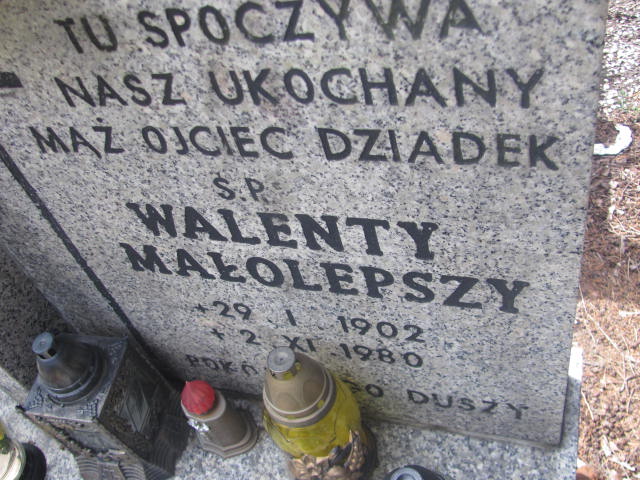 TU SPOCZYWA
NASZ UKOCHANY
MĄŻ OJCIEC DZIADEK
Ś.P.
WALENTY
MAŁOLEPSZY
+29 I 1902
+ 2 XI 1980
DUSZY